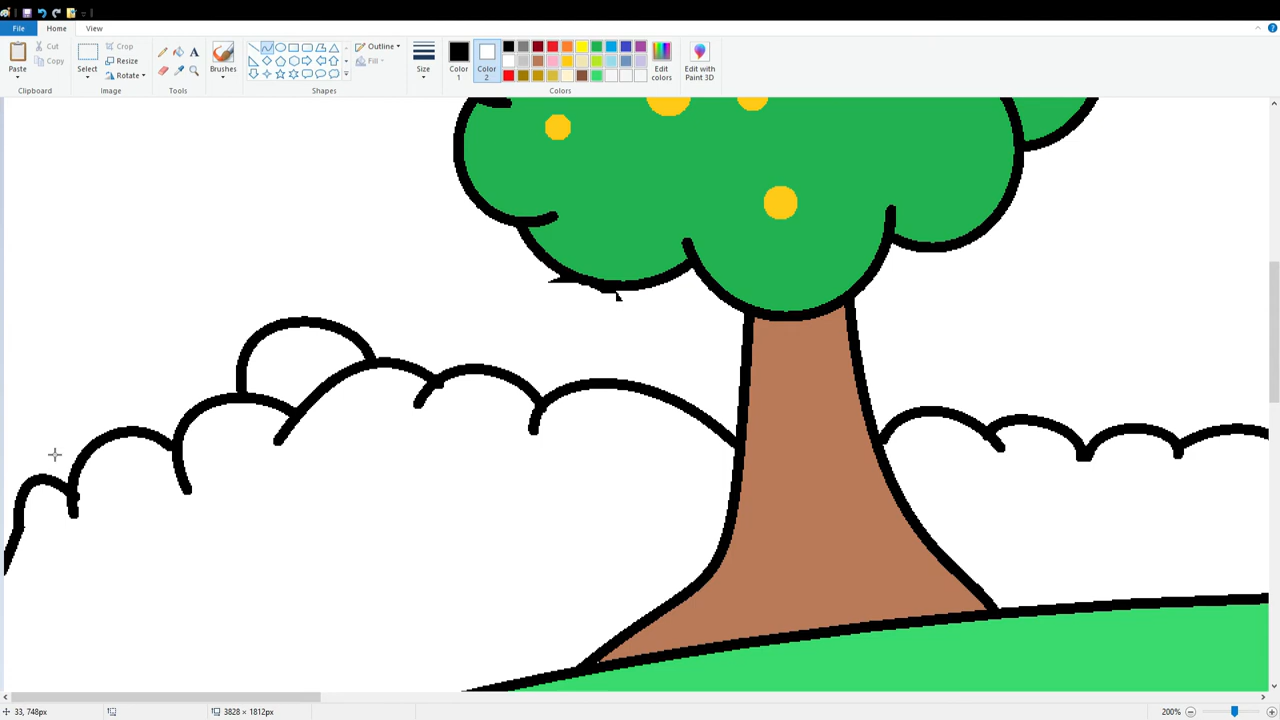 File Home View
Paste Cut Copy Clipboard
Select Crop Resize Rotate Image
Tools
Brushes
Outline Fill Shapes
Size
Color 1 Color 2 Edit colors Colors
Edit with Paint 3D
33, 748px 3828 × 1812px 200%